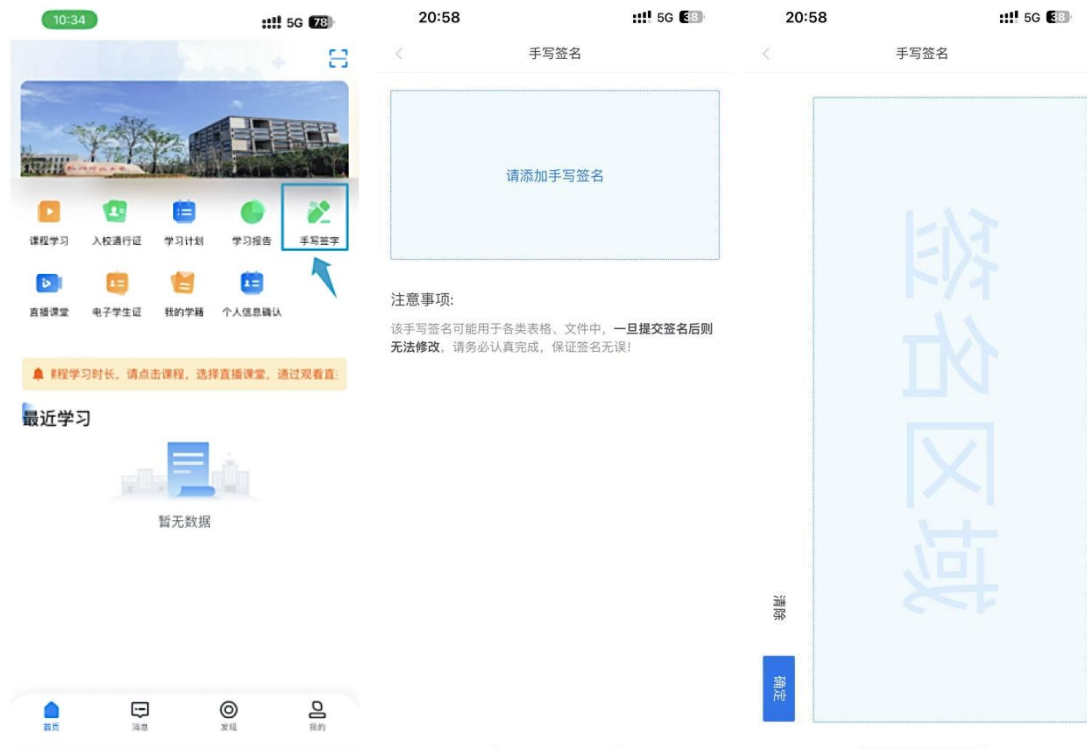 10:34
5G 78
课程学习 入校通行证 学习计划 学习报告 手写签字
直播课堂 电子学生证 我的学籍 个人信息确认
程学习时长，请点击课程，选择直播课堂，通过观看直
最近学习
暂无数据
首页 消息 发现 我的
20:58
5G 38
手写签名
请添加手写签名
注意事项:
该手写签名可能用于各类表格、文件中，一旦提交签名后则
无法修改，请务必认真完成，保证签名无误！
20:58
5G 38
手写签名
签名区域
清除
确定